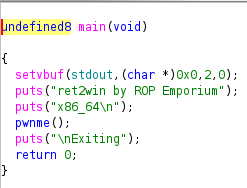 undefined8 main(void)
{
setvbuf(stdout,(char *)0x0,2,0);
puts("ret2win by ROP Emporium");
puts("x86_64\n");
pwnme();
puts("\nExiting");
return 0;
}